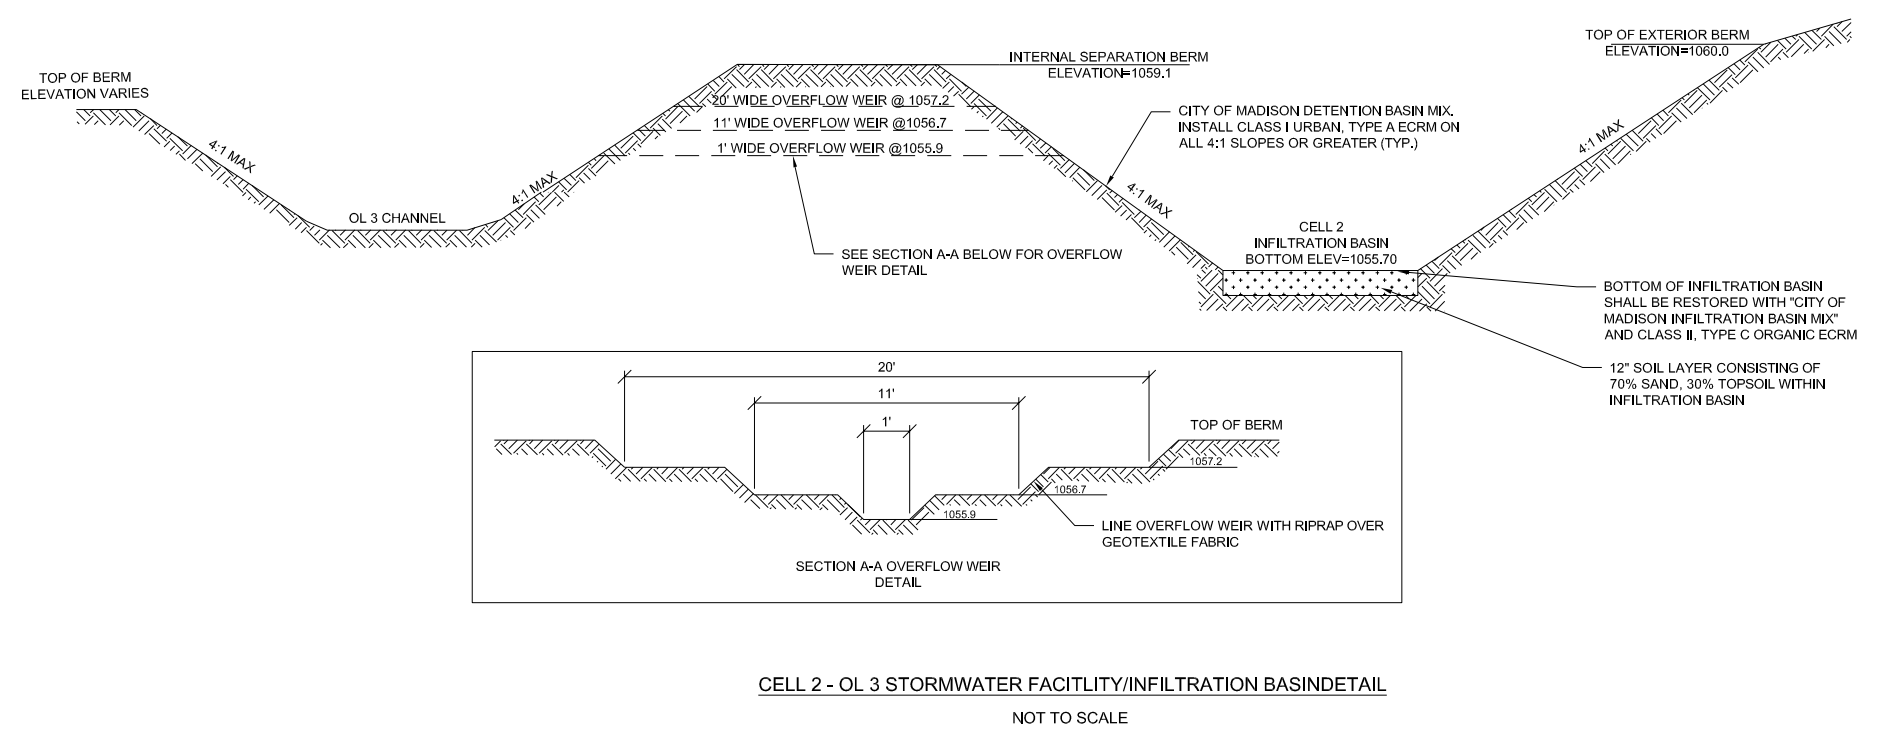 TOP OF BERM
ELEVATION VARIES
4:1 MAX
OL 3 CHANNEL
4:1 MAX
INTERNAL SEPARATION BERM
ELEVATION=1059.1
20' WIDE OVERFLOW WEIR @ 1057.2
11' WIDE OVERFLOW WEIR @1056.7
1' WIDE OVERFLOW WEIR @1055.9
SEE SECTION A-A BELOW FOR OVERFLOW
WEIR DETAIL
CITY OF MADISON DETENTION BASIN MIX.
INSTALL CLASS I URBAN, TYPE A ECRM ON
ALL 4:1 SLOPES OR GREATER (TYP.)
4:1 MAX
CELL 2
INFILTRATION BASIN
BOTTOM ELEV=1055.70
TOP OF EXTERIOR BERM
ELEVATION=1060.0
4:1 MAX
BOTTOM OF INFILTRATION BASIN
SHALL BE RESTORED WITH "CITY OF
MADISON INFILTRATION BASIN MIX"
AND CLASS II, TYPE C ORGANIC ECRM
12" SOIL LAYER CONSISTING OF
70% SAND, 30% TOPSOIL WITHIN
INFILTRATION BASIN
20'
11'
1'
TOP OF BERM
1057.2
1056.7
1055.9
LINE OVERFLOW WEIR WITH RIPRAP OVER
GEOTEXTILE FABRIC
SECTION A-A OVERFLOW WEIR
DETAIL
CELL 2 - OL 3 STORMWATER FACITLITY/INFILTRATION BASINDETAIL
NOT TO SCALE